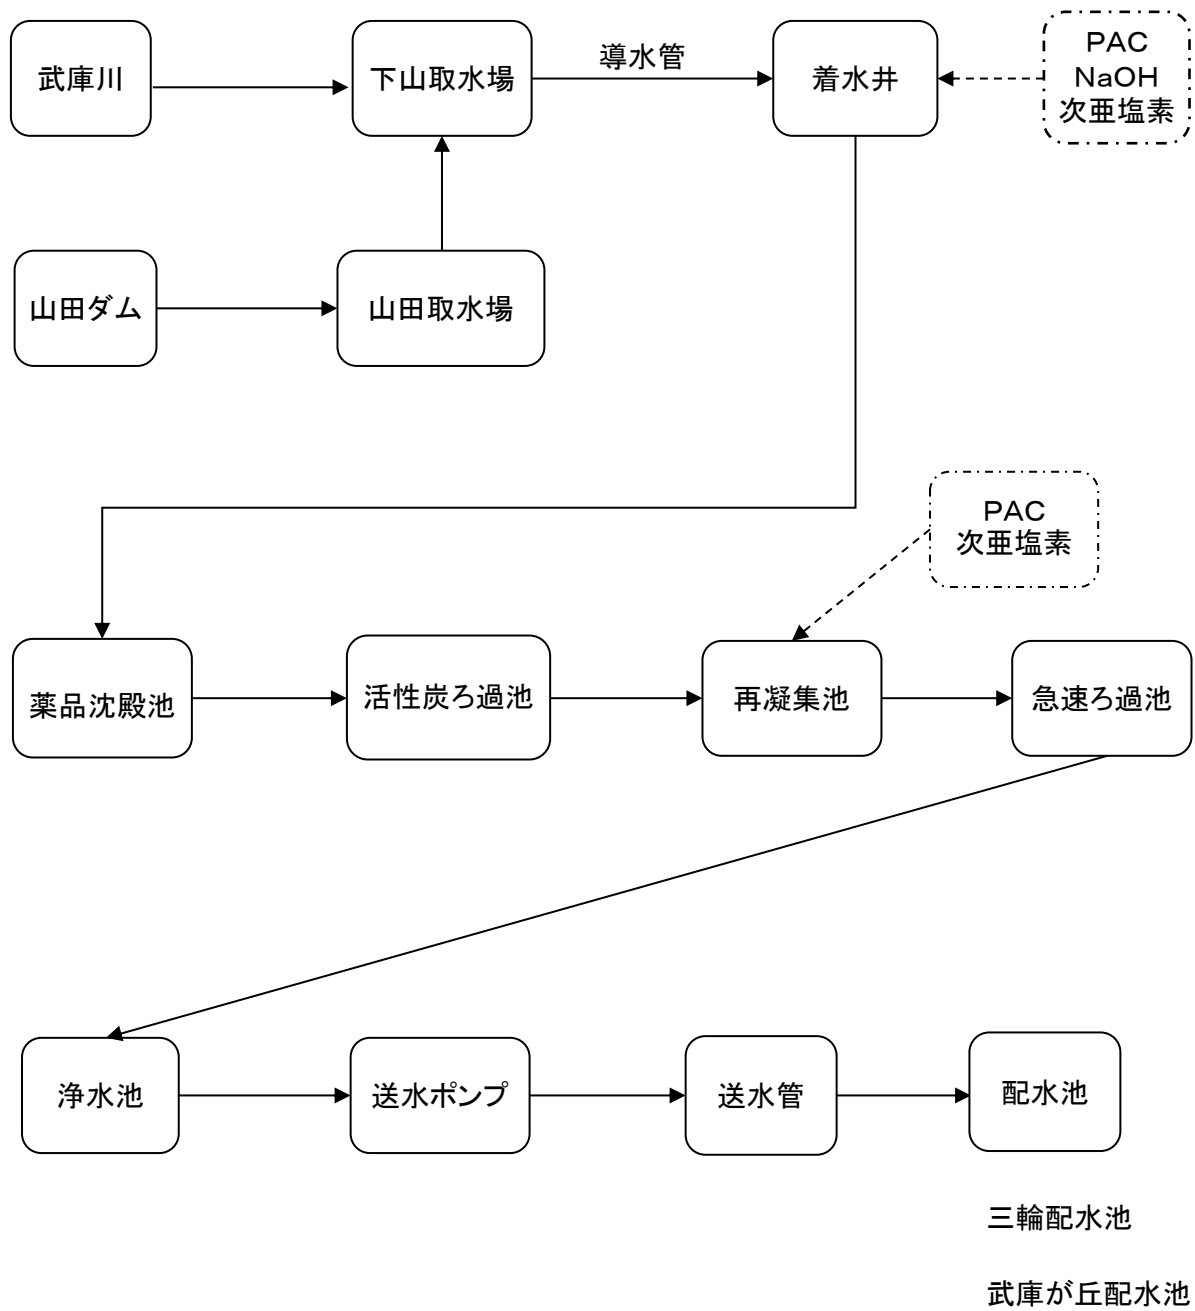 武庫川
下山取水場
導水管
着水井
PAC
NaOH
次亜塩素
山田ダム
山田取水場
PAC
次亜塩素
薬品沈殿池
活性炭ろ過池
再凝集池
急速ろ過池
浄水池
送水ポンプ
送水管
配水池
三輪配水池
武庫が丘配水池